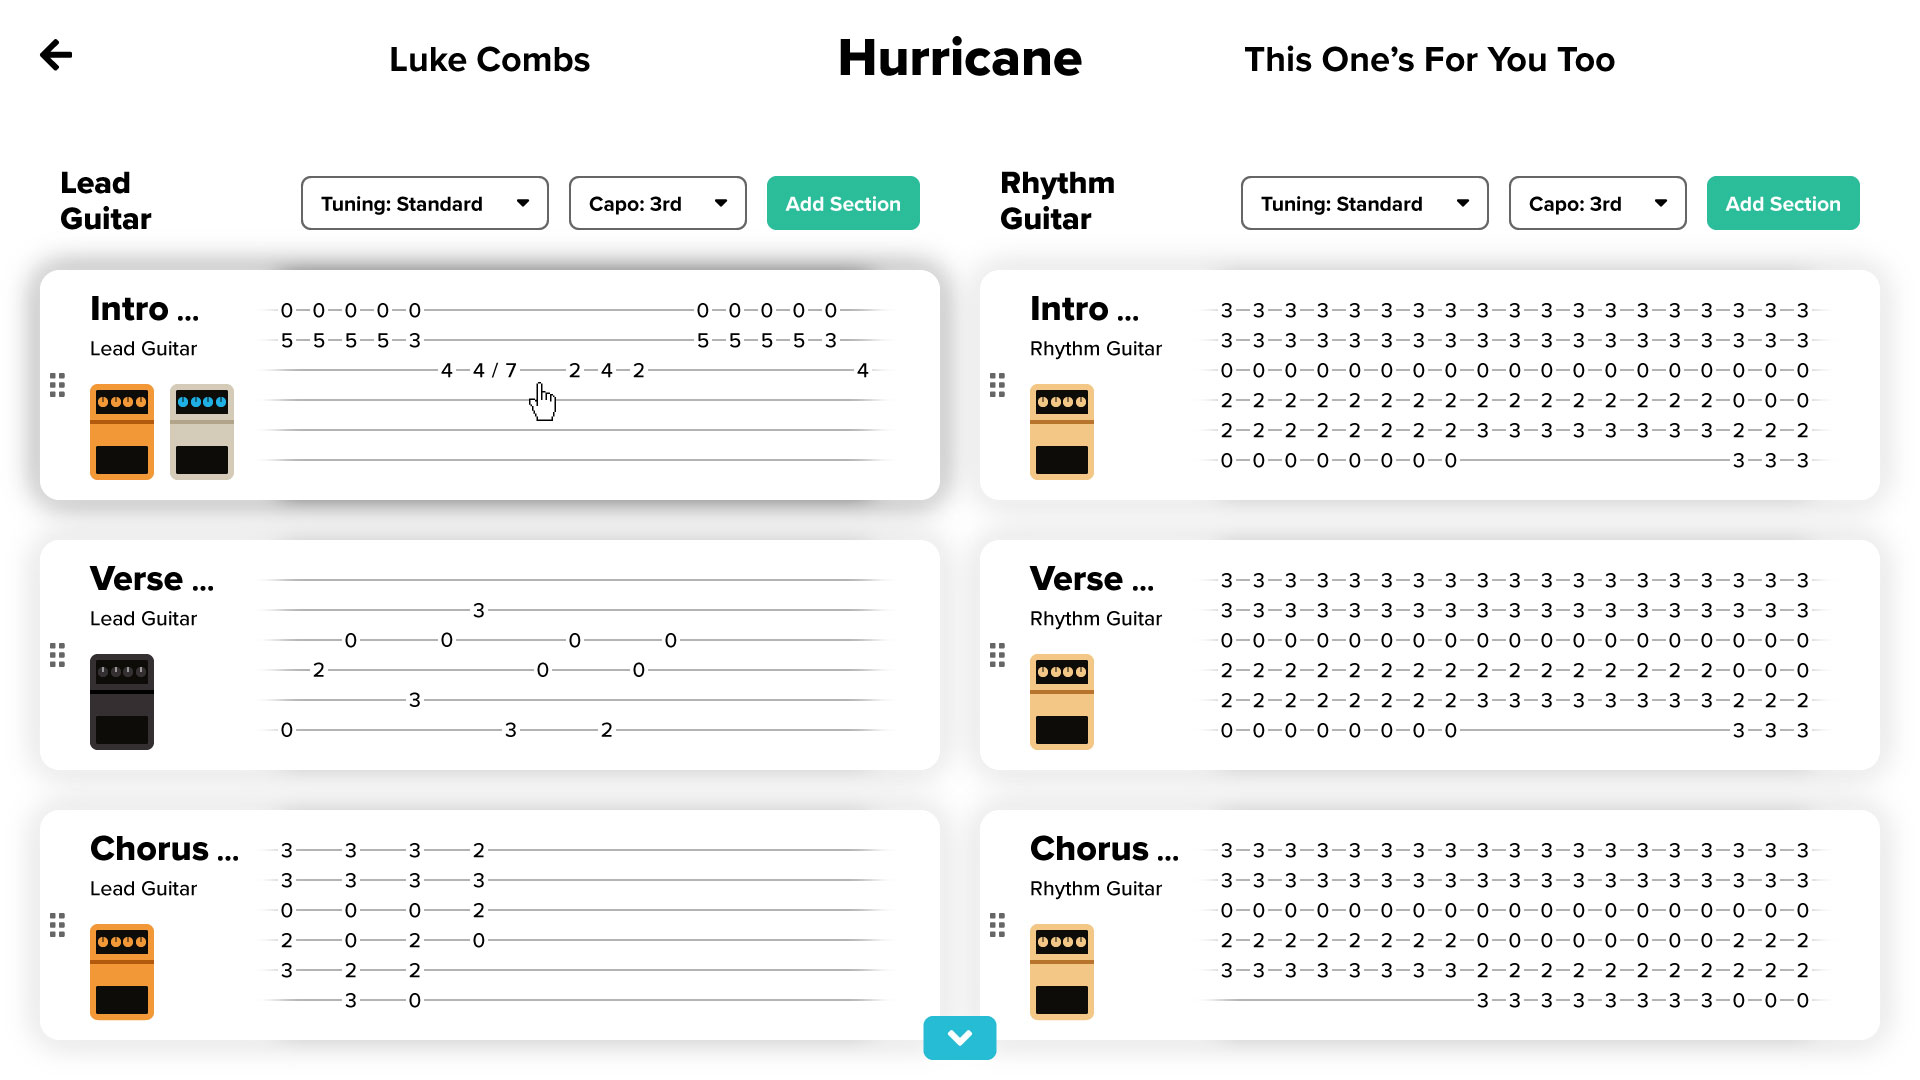 Luke Combs
Hurricane
This One’s For You Too
Lead
Guitar
Tuning: Standard
Capo: 3rd
Add Section
Rhythm
Guitar
Tuning: Standard
Capo: 3rd
Add Section
Intro ...
Lead Guitar
0 0 0 0 0 0 0 0 0 0
5 5 5 5 3 5 5 5 5 3
4 4 / 7 2 4 2 4
Intro ...
Rhythm Guitar
3 3 3 3 3 3 3 3 3 3 3 3 3 3 3 3 3 3 3
3 3 3 3 3 3 3 3 3 3 3 3 3 3 3 3 3 3 3
0 0 0 0 0 0 0 0 0 0 0 0 0 0 0 0 0 0 0
2 2 2 2 2 2 2 2 2 2 2 2 2 2 2 2 0 0 0
2 2 2 2 2 2 2 2 3 3 3 3 3 3 3 3 2 2 2
0 0 0 0 0 0 0 0 3 3 3
Verse ...
Lead Guitar
3
0 0 0 0
2 0 0
3
0 3 2
Verse ...
Rhythm Guitar
3 3 3 3 3 3 3 3 3 3 3 3 3 3 3 3 3 3 3
3 3 3 3 3 3 3 3 3 3 3 3 3 3 3 3 3 3 3
0 0 0 0 0 0 0 0 0 0 0 0 0 0 0 0 0 0 0
2 2 2 2 2 2 2 2 2 2 2 2 2 2 2 2 0 0 0
2 2 2 2 2 2 2 2 3 3 3 3 3 3 3 3 2 2 2
0 0 0 0 0 0 0 0 3 3 3
Chorus ...
Lead Guitar
3 3 3 2
3 3 3 3
0 0 0 2
2 0 2 0
3 2 2
3 0
Chorus ...
Rhythm Guitar
3 3 3 3 3 3 3 3 3 3 3 3 3 3 3 3 3 3 3
3 3 3 3 3 3 3 3 3 3 3 3 3 3 3 3 3 3 3
0 0 0 0 0 0 0 0 0 0 0 0 0 0 0 0 0 0 0
2 2 2 2 2 2 2 2 0 0 0 0 0 0 0 0 2 2 2
3 3 3 3 3 3 3 3 2 2 2 2 2 2 2 2 2 2 2
3 3 3 3 3 3 3 3 0 0 0